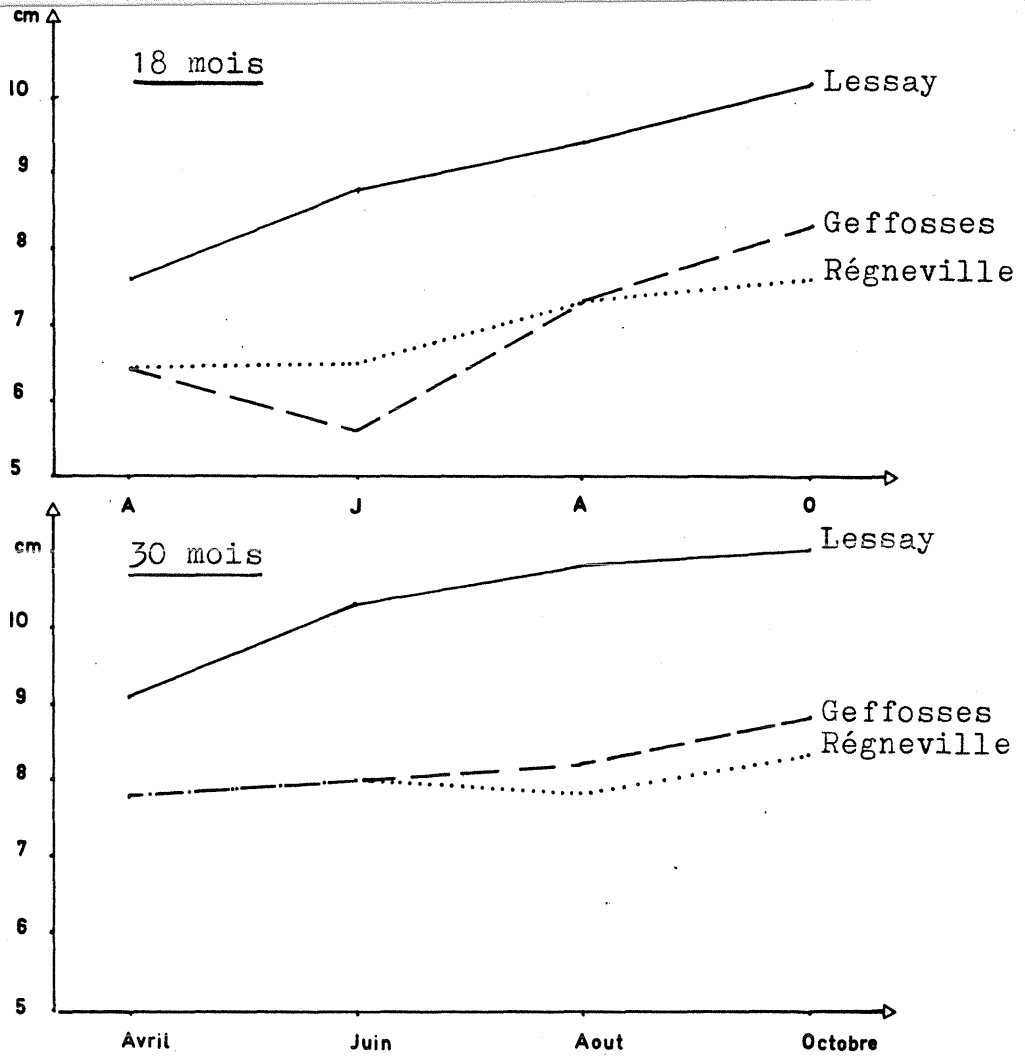 cm
18 mois
10
9
8
7
6
5
Lessay
Geffosses
Régneville
A J A O
cm
30 mois
10
9
8
7
6
5
Lessay
Geffosses
Régneville
Avril Juin Aout Octobre